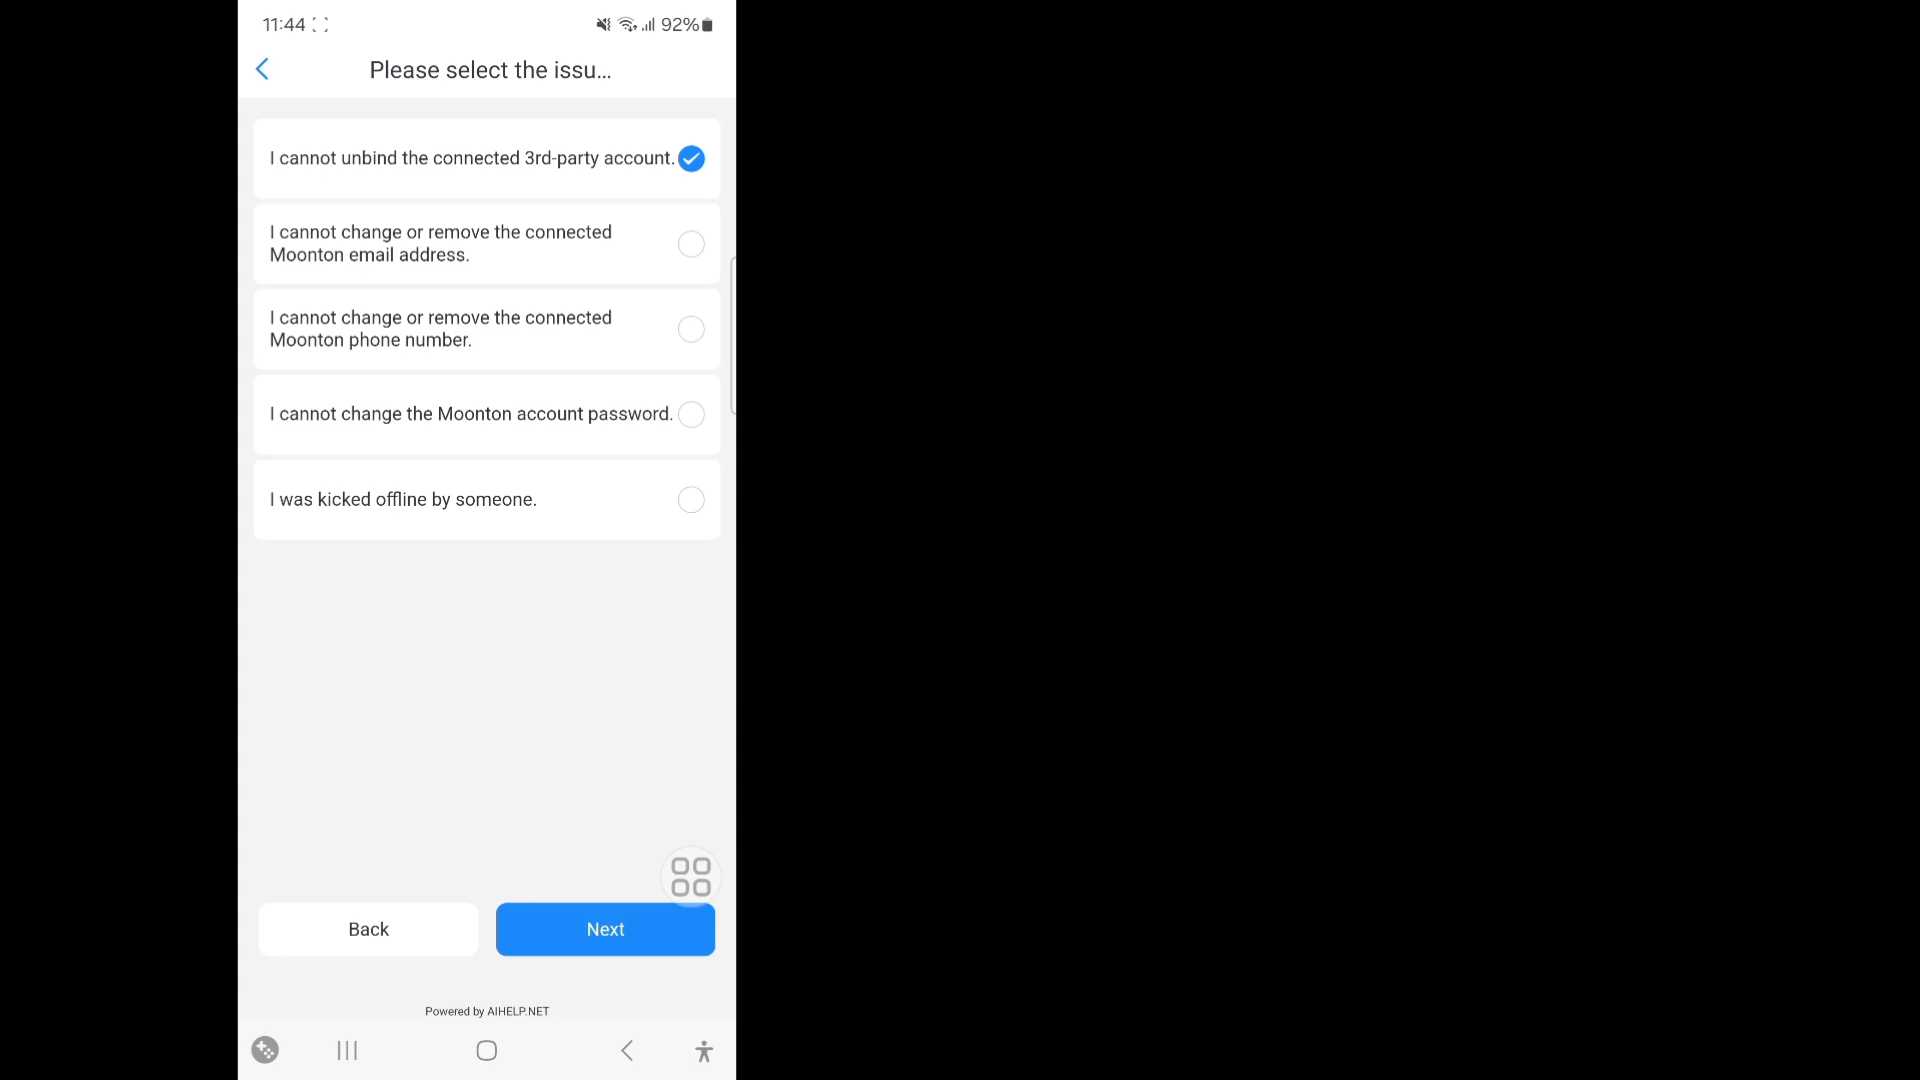 11:44
92%
Please select the issu...
I cannot unbind the connected 3rd-party account.
I cannot change or remove the connected
Moonton email address.
I cannot change or remove the connected
Moonton phone number.
I cannot change the Moonton account password.
I was kicked offline by someone.
Back
Next
Powered by AIHELP.NET